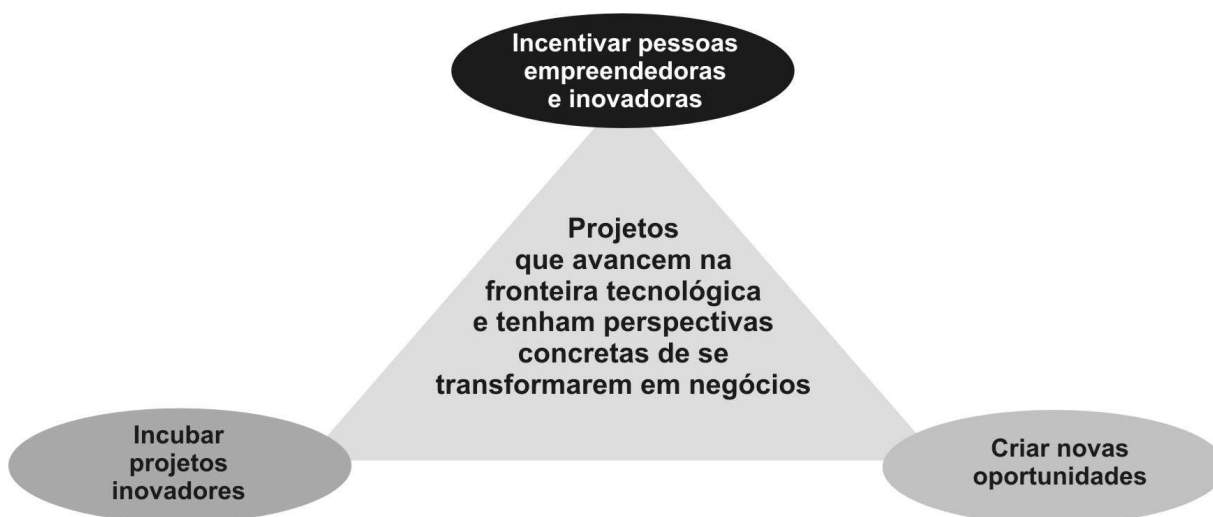 Incentivar pessoas
empreendedoras
e inovadoras
Projetos
que avancem na
fronteira tecnológica
e tenham perspectivas
concretas de se
transformarem em negócios
Incubar
projetos
inovadores
Criar novas
oportunidades